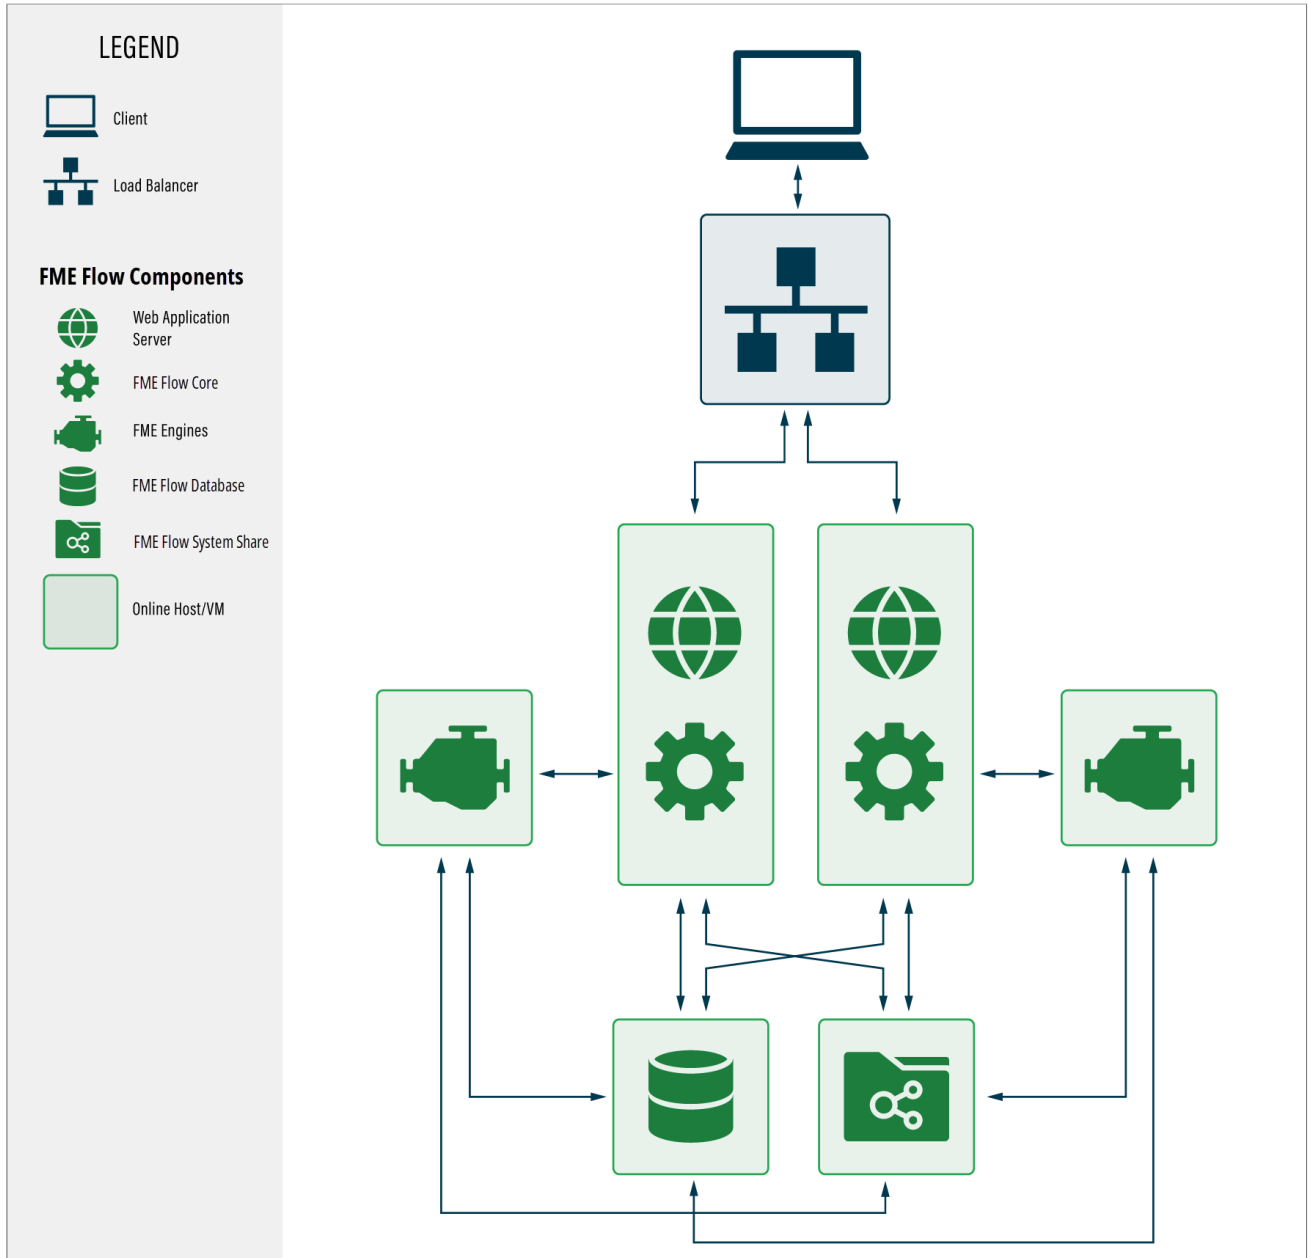 LEGEND
Client
Load Balancer
FME Flow Components
Web Application
Server
FME Flow Core
FME Engines
FME Flow Database
FME Flow System Share
Online Host/VM